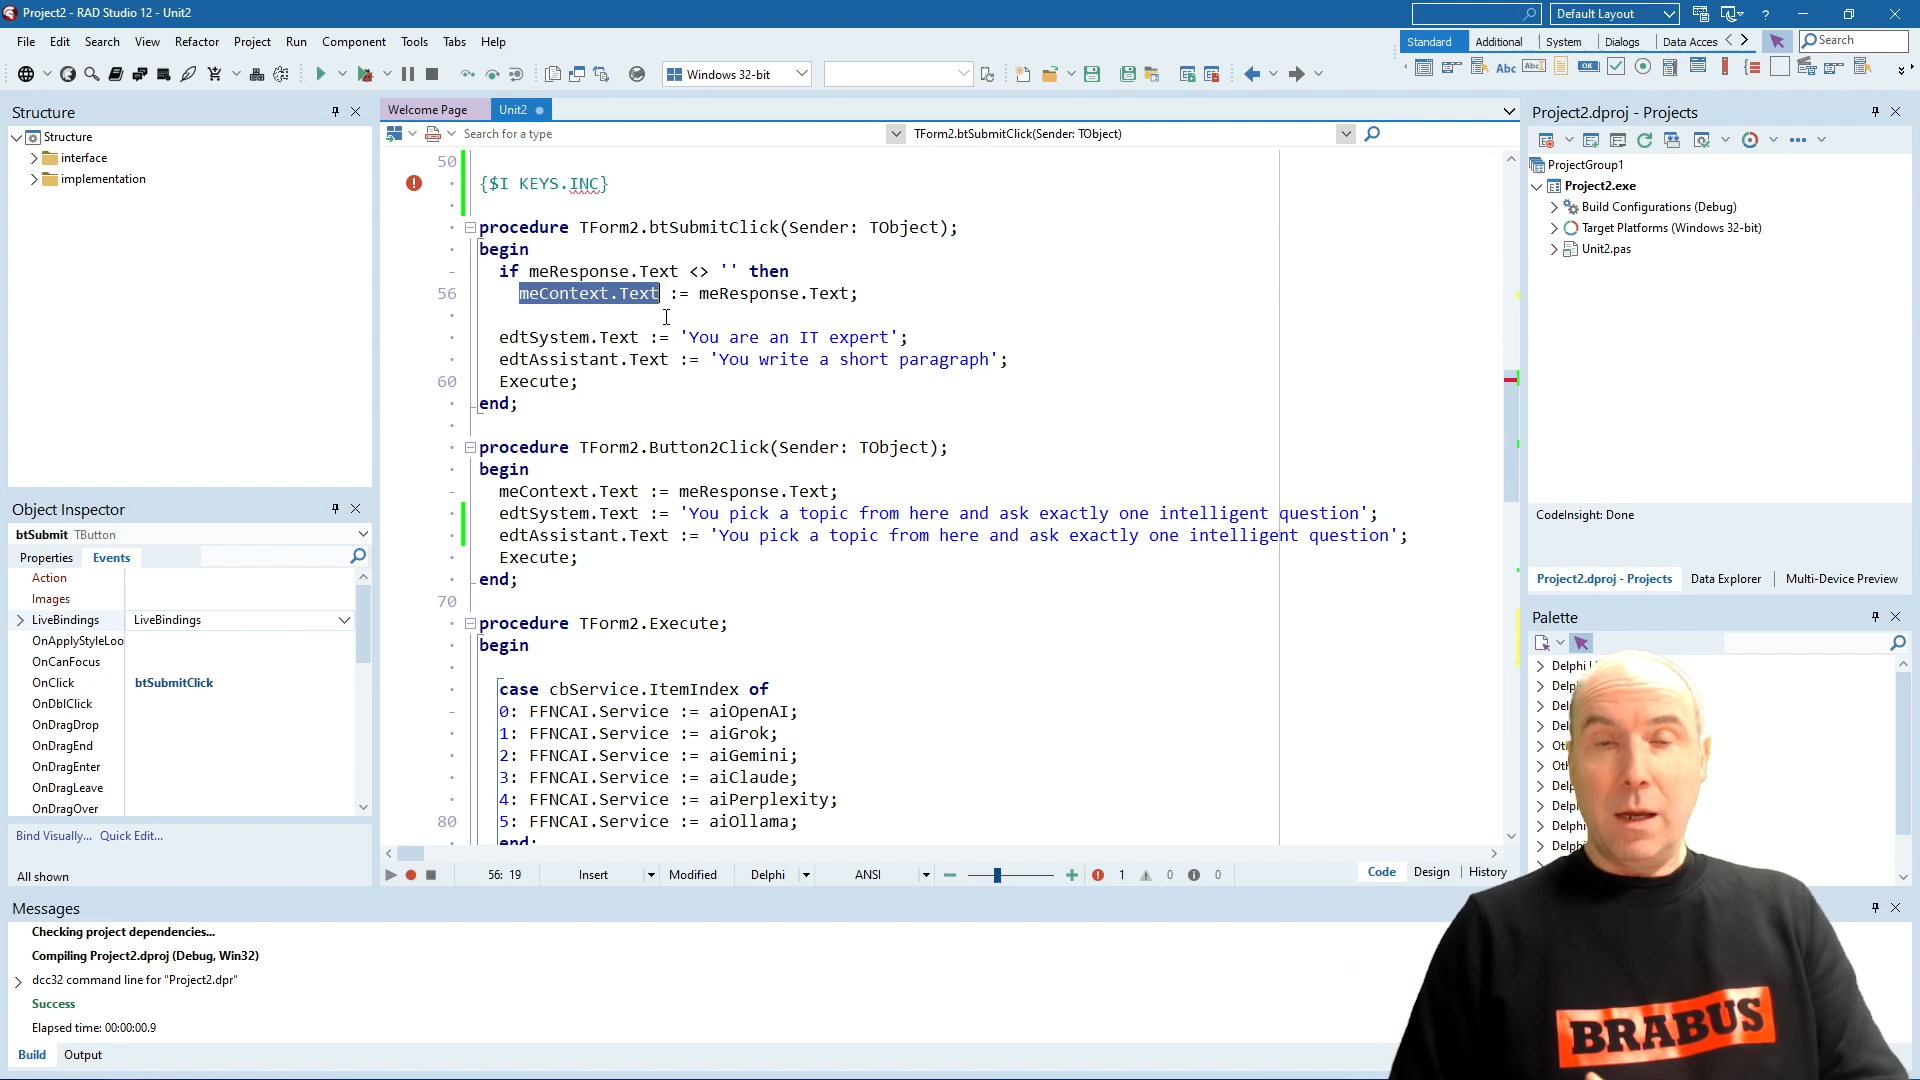 Project2 - RAD Studio 12 - Unit2
Default Layout
?
File Edit Search View Refactor Project Run Component Tools Tabs Help
Standard Additional System Dialogs Data Acces
Search
Windows 32-bit
Structure
Structure
interface
implementation
Welcome Page Unit2
Search for a type
TForm2.btSubmitClick(Sender: TObject)
50
{$I KEYS.INC}
procedure TForm2.btSubmitClick(Sender: TObject);
begin
if meResponse.Text <> '' then
56 meContext.Text := meResponse.Text;
edtSystem.Text := 'You are an IT expert';
edtAssistant.Text := 'You write a short paragraph';
60 Execute;
end;
procedure TForm2.Button2Click(Sender: TObject);
begin
meContext.Text := meResponse.Text;
edtSystem.Text := 'You pick a topic from here and ask exactly one intelligent question';
edtAssistant.Text := 'You pick a topic from here and ask exactly one intelligent question';
Execute;
end;
70
procedure TForm2.Execute;
begin
case cbService.ItemIndex of
0: FFNCAI.Service := aiOpenAI;
1: FFNCAI.Service := aiGrok;
2: FFNCAI.Service := aiGemini;
3: FFNCAI.Service := aiClaude;
4: FFNCAI.Service := aiPerplexity;
80 5: FFNCAI.Service := aiOllama;
end;
56: 19 Insert Modified Delphi ANSI 1 0 0
Code Design History
Object Inspector
btSubmit TButton
Properties Events
Action
Images
LiveBindings LiveBindings
OnApplyStyleLoo
OnCanFocus
OnClick btSubmitClick
OnDblClick
OnDragDrop
OnDragEnd
OnDragEnter
OnDragLeave
OnDragOver
Bind Visually... Quick Edit...
All shown
Project2.dproj - Projects
ProjectGroup1
Project2.exe
Build Configurations (Debug)
Target Platforms (Windows 32-bit)
Unit2.pas
CodeInsight: Done
Project2.dproj - Projects Data Explorer Multi-Device Preview
Palette
Delphi
Delphi
Messages
Checking project dependencies...
Compiling Project2.dproj (Debug, Win32)
dcc32 command line for "Project2.dpr"
Success
Elapsed time: 00:00:00.9
Build Output
BRABUS